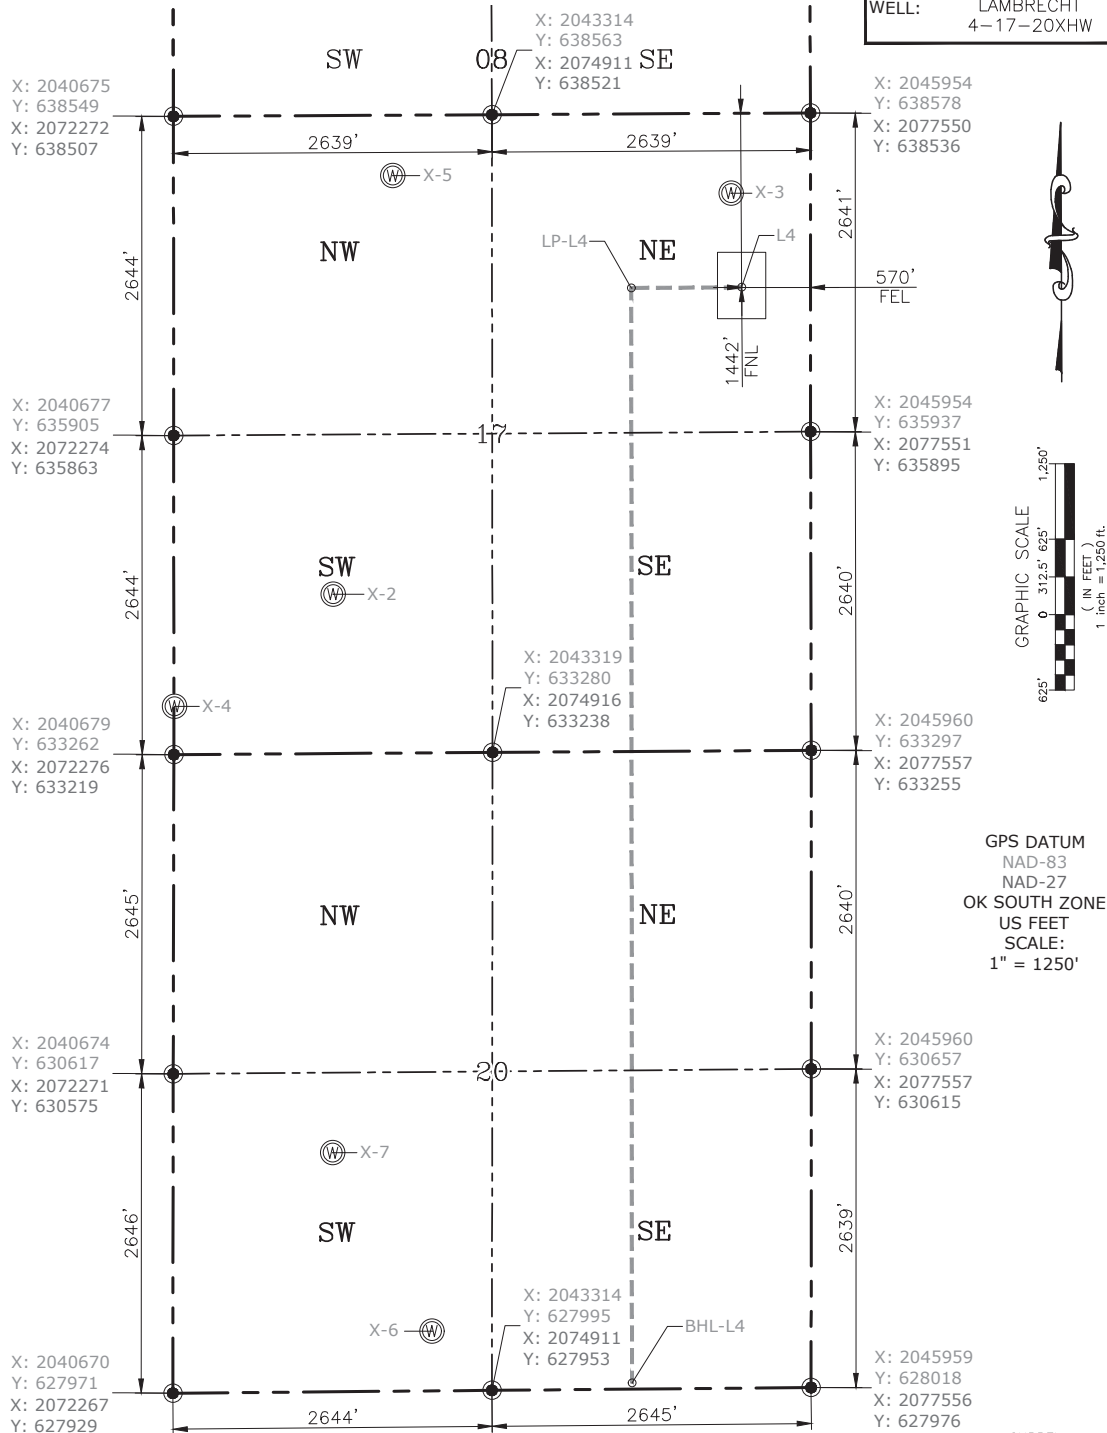 WELL: LAMBRECHT
4-17-20XHW
X: 2043314
Y: 638563
X: 2074911
Y: 638521
SW
08
SE
X: 2040675
Y: 638549
X: 2072272
Y: 638507
X: 2045954
Y: 638578
X: 2077550
Y: 638536
2639'
2639'
X-5
X-3
2644'
2641'
NW
LP-L4
NE
L4
570'
FEL
1442'
FNL
X: 2040677
Y: 635905
X: 2072274
Y: 635863
17
X: 2045954
Y: 635937
X: 2077551
Y: 635895
GRAPHIC SCALE
1,250'
625'
312.5'
0
625'
( IN FEET )
1 inch = 1,250 ft.
2644'
SW
SE
2640'
X-2
X: 2043319
Y: 633280
X: 2074916
Y: 633238
X-4
X: 2040679
Y: 633262
X: 2072276
Y: 633219
X: 2045960
Y: 633297
X: 2077557
Y: 633255
GPS DATUM
NAD-83
NAD-27
OK SOUTH ZONE
US FEET
SCALE:
1" = 1250'
2645'
NW
NE
2640'
X: 2040674
Y: 630617
X: 2072271
Y: 630575
20
X: 2045960
Y: 630657
X: 2077557
Y: 630615
X-7
2646'
SW
SE
2639'
X-6
X: 2043314
Y: 627995
X: 2074911
Y: 627953
BHL-L4
X: 2040670
Y: 627971
X: 2072267
Y: 627929
X: 2045959
Y: 628018
X: 2077556
Y: 627976
2644'
2645'